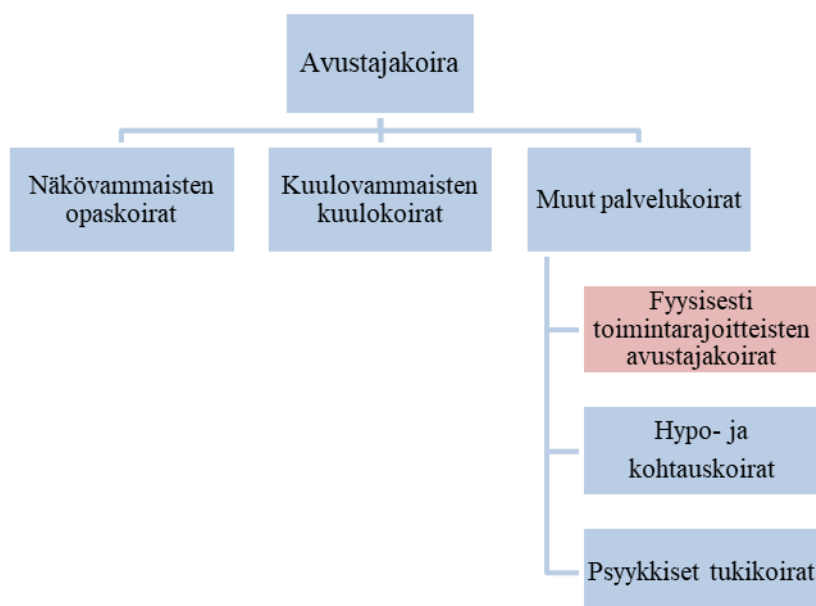 Avustajakoira
Näkövammaisten
opaskoirat
Kuulovammaisten
kuulokoirat
Muut palvelukoirat
Fyysisesti
toimintarajoitteisten
avustajakoirat
Hypo- ja
kohtauskoirat
Psyykkiset tukikoirat